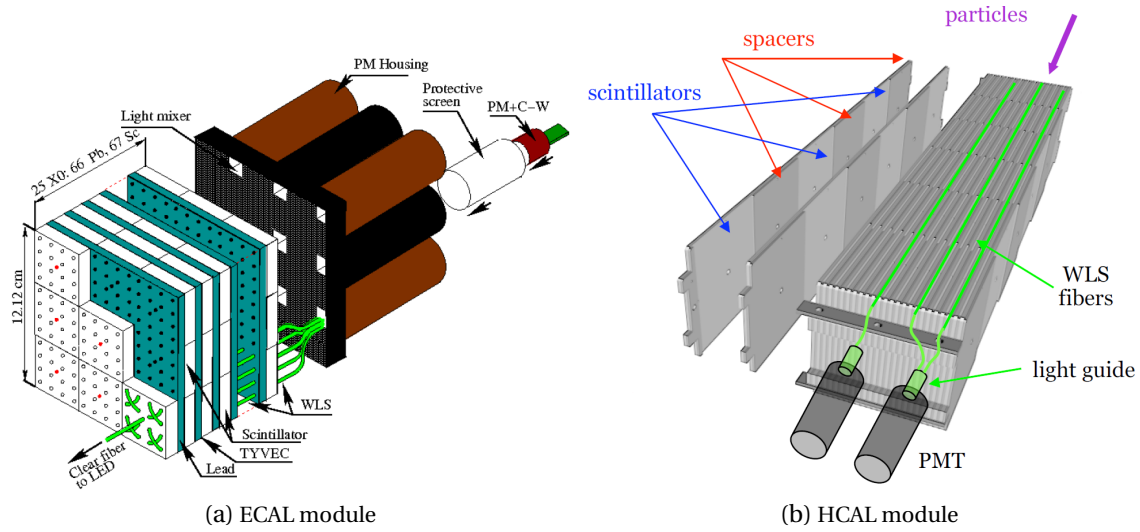 PM Housing
Protective
screen
PM+C-W
Light mixer
25 X0: 66 Pb, 67 Sc
12.12 cm
WLS
Scintillator
TYVEC
Lead
Clear fiber
to LED
(a) ECAL module
particles
spacers
scintillators
WLS
fibers
light guide
PMT
(b) HCAL module